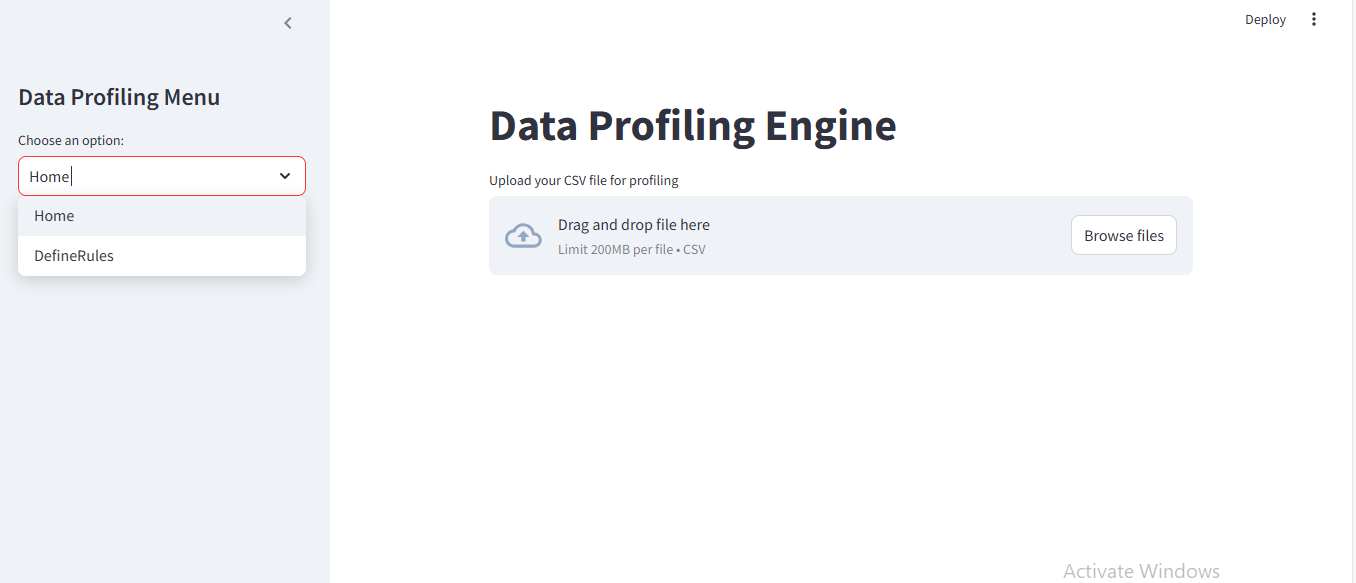 Deploy
Data Profiling Menu
Choose an option:
Home
Home
DefineRules
Data Profiling Engine
Upload your CSV file for profiling
Drag and drop file here
Limit 200MB per file • CSV
Browse files
Activate Windows